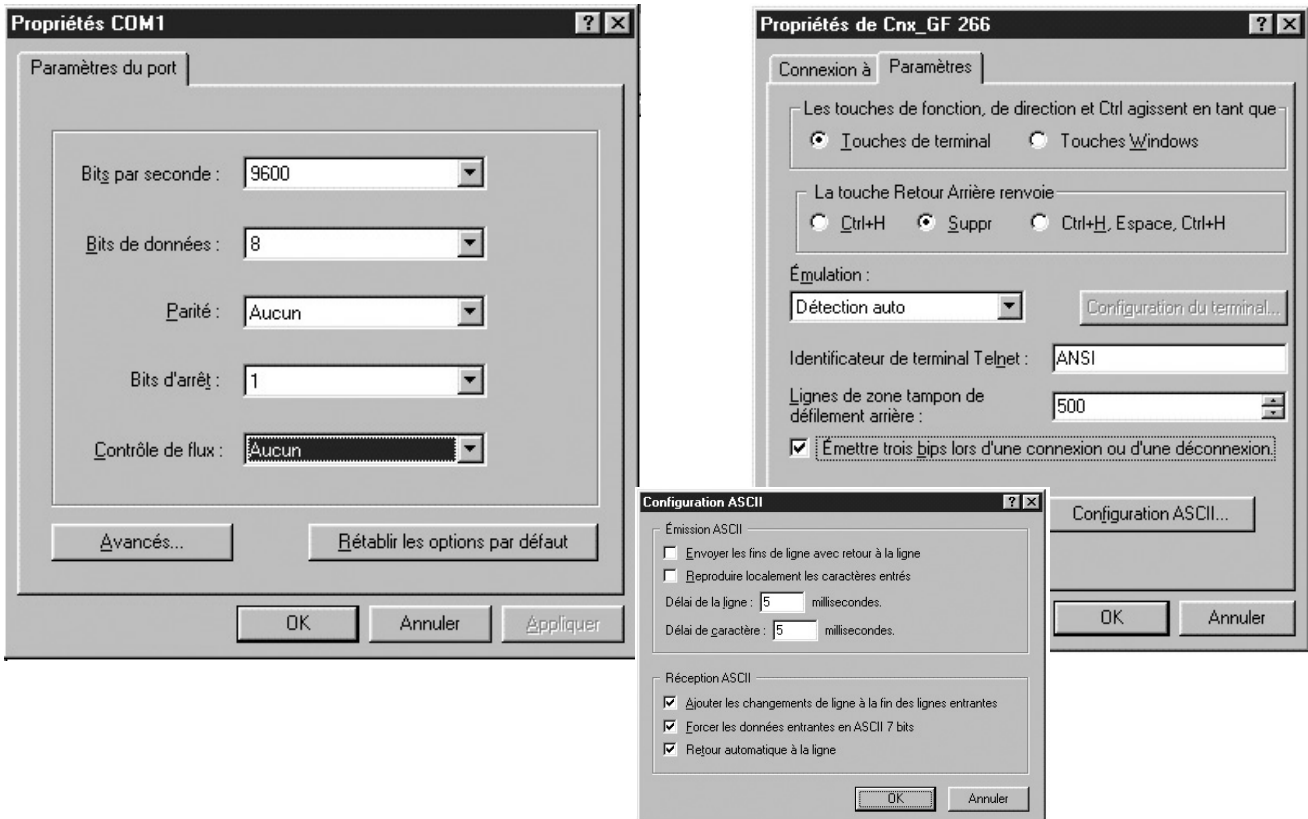 Propriétés COM1
Paramètres du port
Bits par seconde :
9600
Bits de données :
8
Parité :
Aucun
Bits d'arrêt :
1
Contrôle de flux :
Aucun
Avancés...
Rétablir les options par défaut
OK
Annuler
Appliquer
Propriétés de Cnx_GF 266
Connexion à
Paramètres
Les touches de fonction, de direction et Ctrl agissent en tant que
Touches de terminal
Touches Windows
La touche Retour Arrière renvoie
Ctrl+H
Suppr
Ctrl+H, Espace, Ctrl+H
Émulation :
Détection auto
Configuration du terminal...
Identificateur de terminal Telnet :
ANSI
Lignes de zone tampon de
défilement arrière :
500
Émettre trois bips lors d'une connexion ou d'une déconnexion.
Configuration ASCII...
OK
Annuler
Configuration ASCII
Émission ASCII
Envoyer les fins de ligne avec retour à la ligne
Reproduire localement les caractères entrés
Délai de la ligne :
5
millisecondes.
Délai de caractère :
5
millisecondes.
Réception ASCII
Ajouter les changements de ligne à la fin des lignes entrantes
Forcer les données entrantes en ASCII 7 bits
Retour automatique à la ligne
OK
Annuler